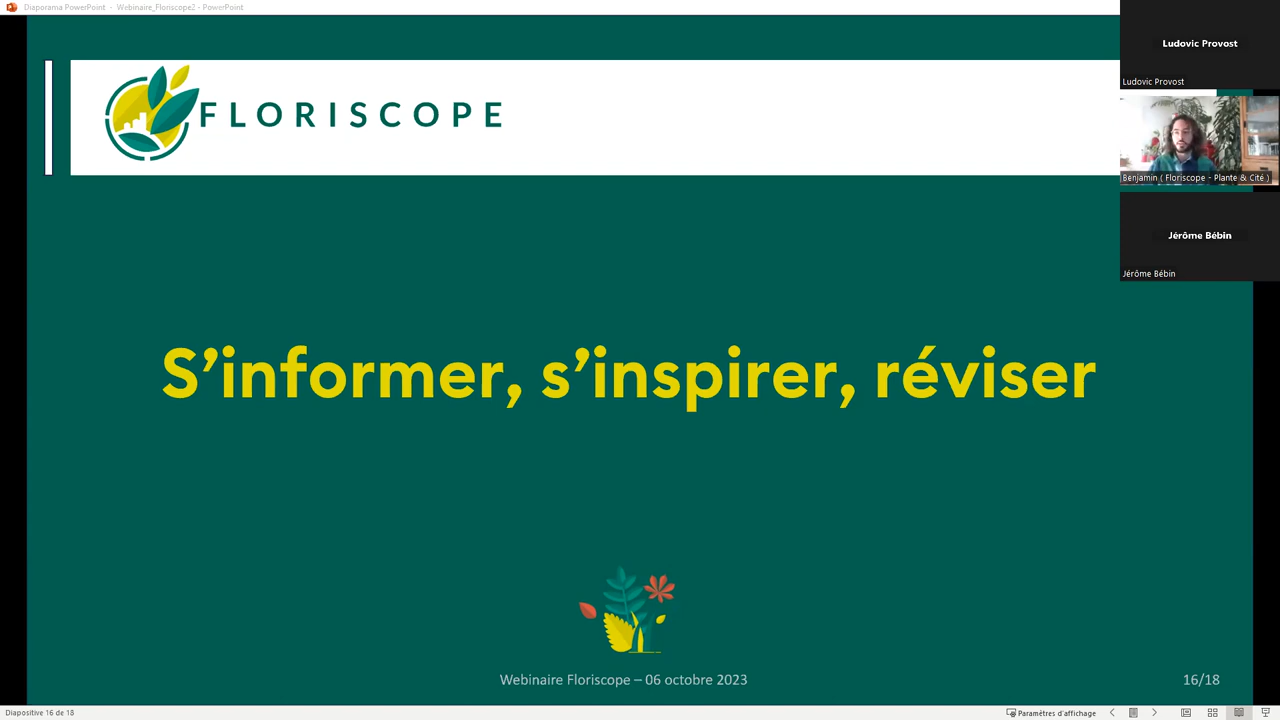 Diaporama PowerPoint - Webinaire_Floriscope2 - PowerPoint
FLORISCOPE
Ludovic Provost
Ludovic Provost
Benjamin ( Floriscope - Plante & Cité )
Jérôme Bébin
Jérôme Bébin
S’informer, s’inspirer, réviser
Webinaire Floriscope – 06 octobre 2023
16/18
Diapositive 16 de 18
Paramètres d'affichage